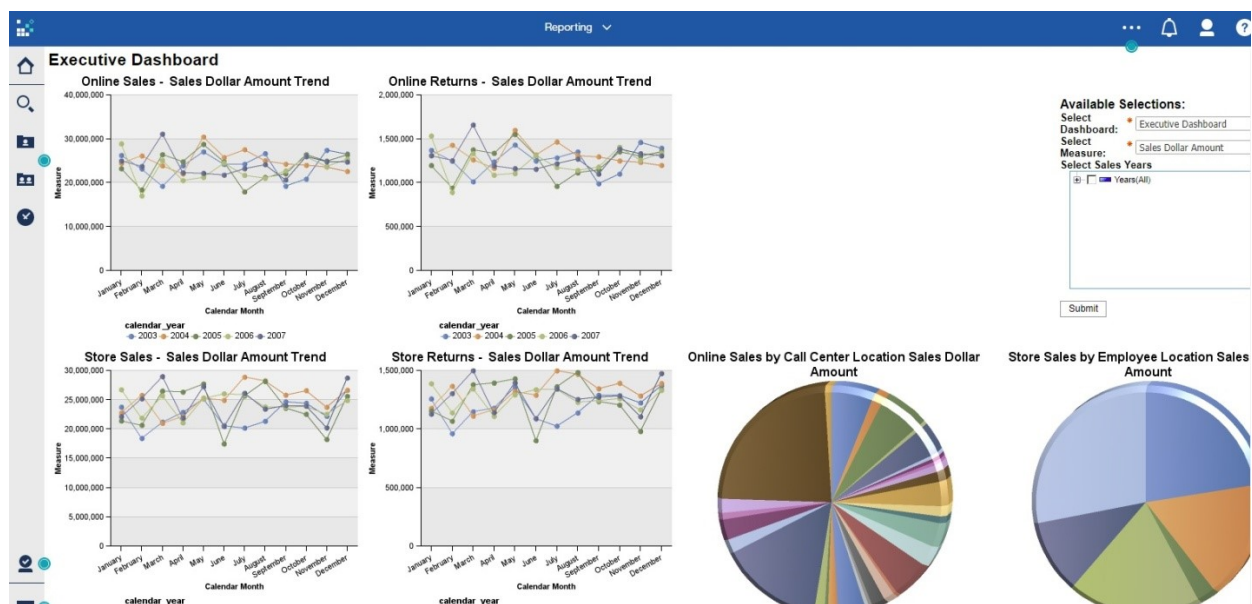 Reporting
?
Executive Dashboard
Online Sales - Sales Dollar Amount Trend
40,000,000
30,000,000
20,000,000
10,000,000
0
Measure
January
February
March
April
May
June
July
August
September
October
November
December
Calendar Month
calendar_year
2003 2004 2005 2006 2007
Online Returns - Sales Dollar Amount Trend
2,000,000
1,500,000
1,000,000
500,000
0
Measure
January
February
March
April
May
June
July
August
September
October
November
December
Calendar Month
calendar_year
2003 2004 2005 2006 2007
Available Selections:
Select
Dashboard:
* Executive Dashboard
Select
Measure:
* Sales Dollar Amount
Select Sales Years
Years(All)
Submit
Store Sales - Sales Dollar Amount Trend
30,000,000
25,000,000
20,000,000
15,000,000
10,000,000
5,000,000
0
Measure
January
February
March
April
May
June
July
August
September
October
November
December
Calendar Month
calendar_year
Store Returns - Sales Dollar Amount Trend
1,500,000
1,000,000
500,000
0
Measure
January
February
March
April
May
June
July
August
September
October
November
December
Calendar Month
calendar_year
Online Sales by Call Center Location Sales Dollar
Amount
Store Sales by Employee Location Sales
Amount